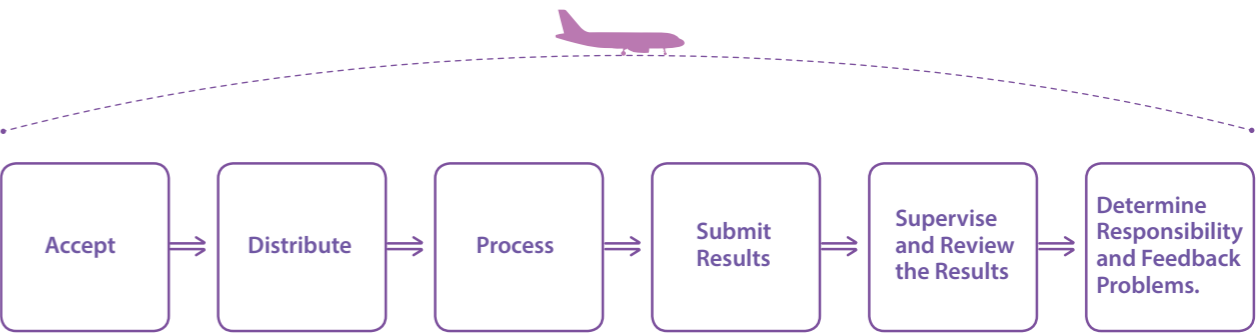 Accept
Distribute
Process
Submit
Results
Supervise
and Review
the Results
Determine
Responsibility
and Feedback
Problems.